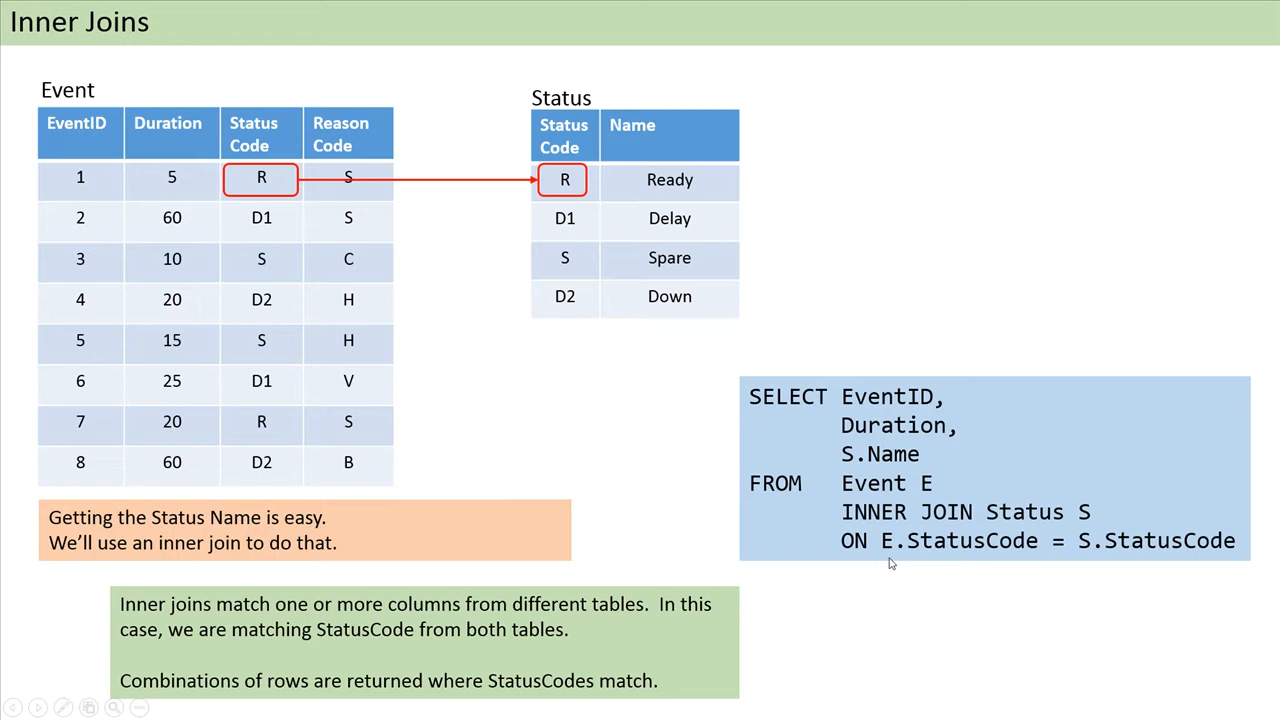 Inner Joins
Event
EventID Duration Status Code Reason Code
1 5 R S
2 60 D1 S
3 10 S C
4 20 D2 H
5 15 S H
6 25 D1 V
7 20 R S
8 60 D2 B
Status
Status Code Name
R Ready
D1 Delay
S Spare
D2 Down
Getting the Status Name is easy.
We'll use an inner join to do that.
SELECT EventID,
Duration,
S.Name
FROM Event E
INNER JOIN Status S
ON E.StatusCode = S.StatusCode
Inner joins match one or more columns from different tables. In this
case, we are matching StatusCode from both tables.
Combinations of rows are returned where StatusCodes match.